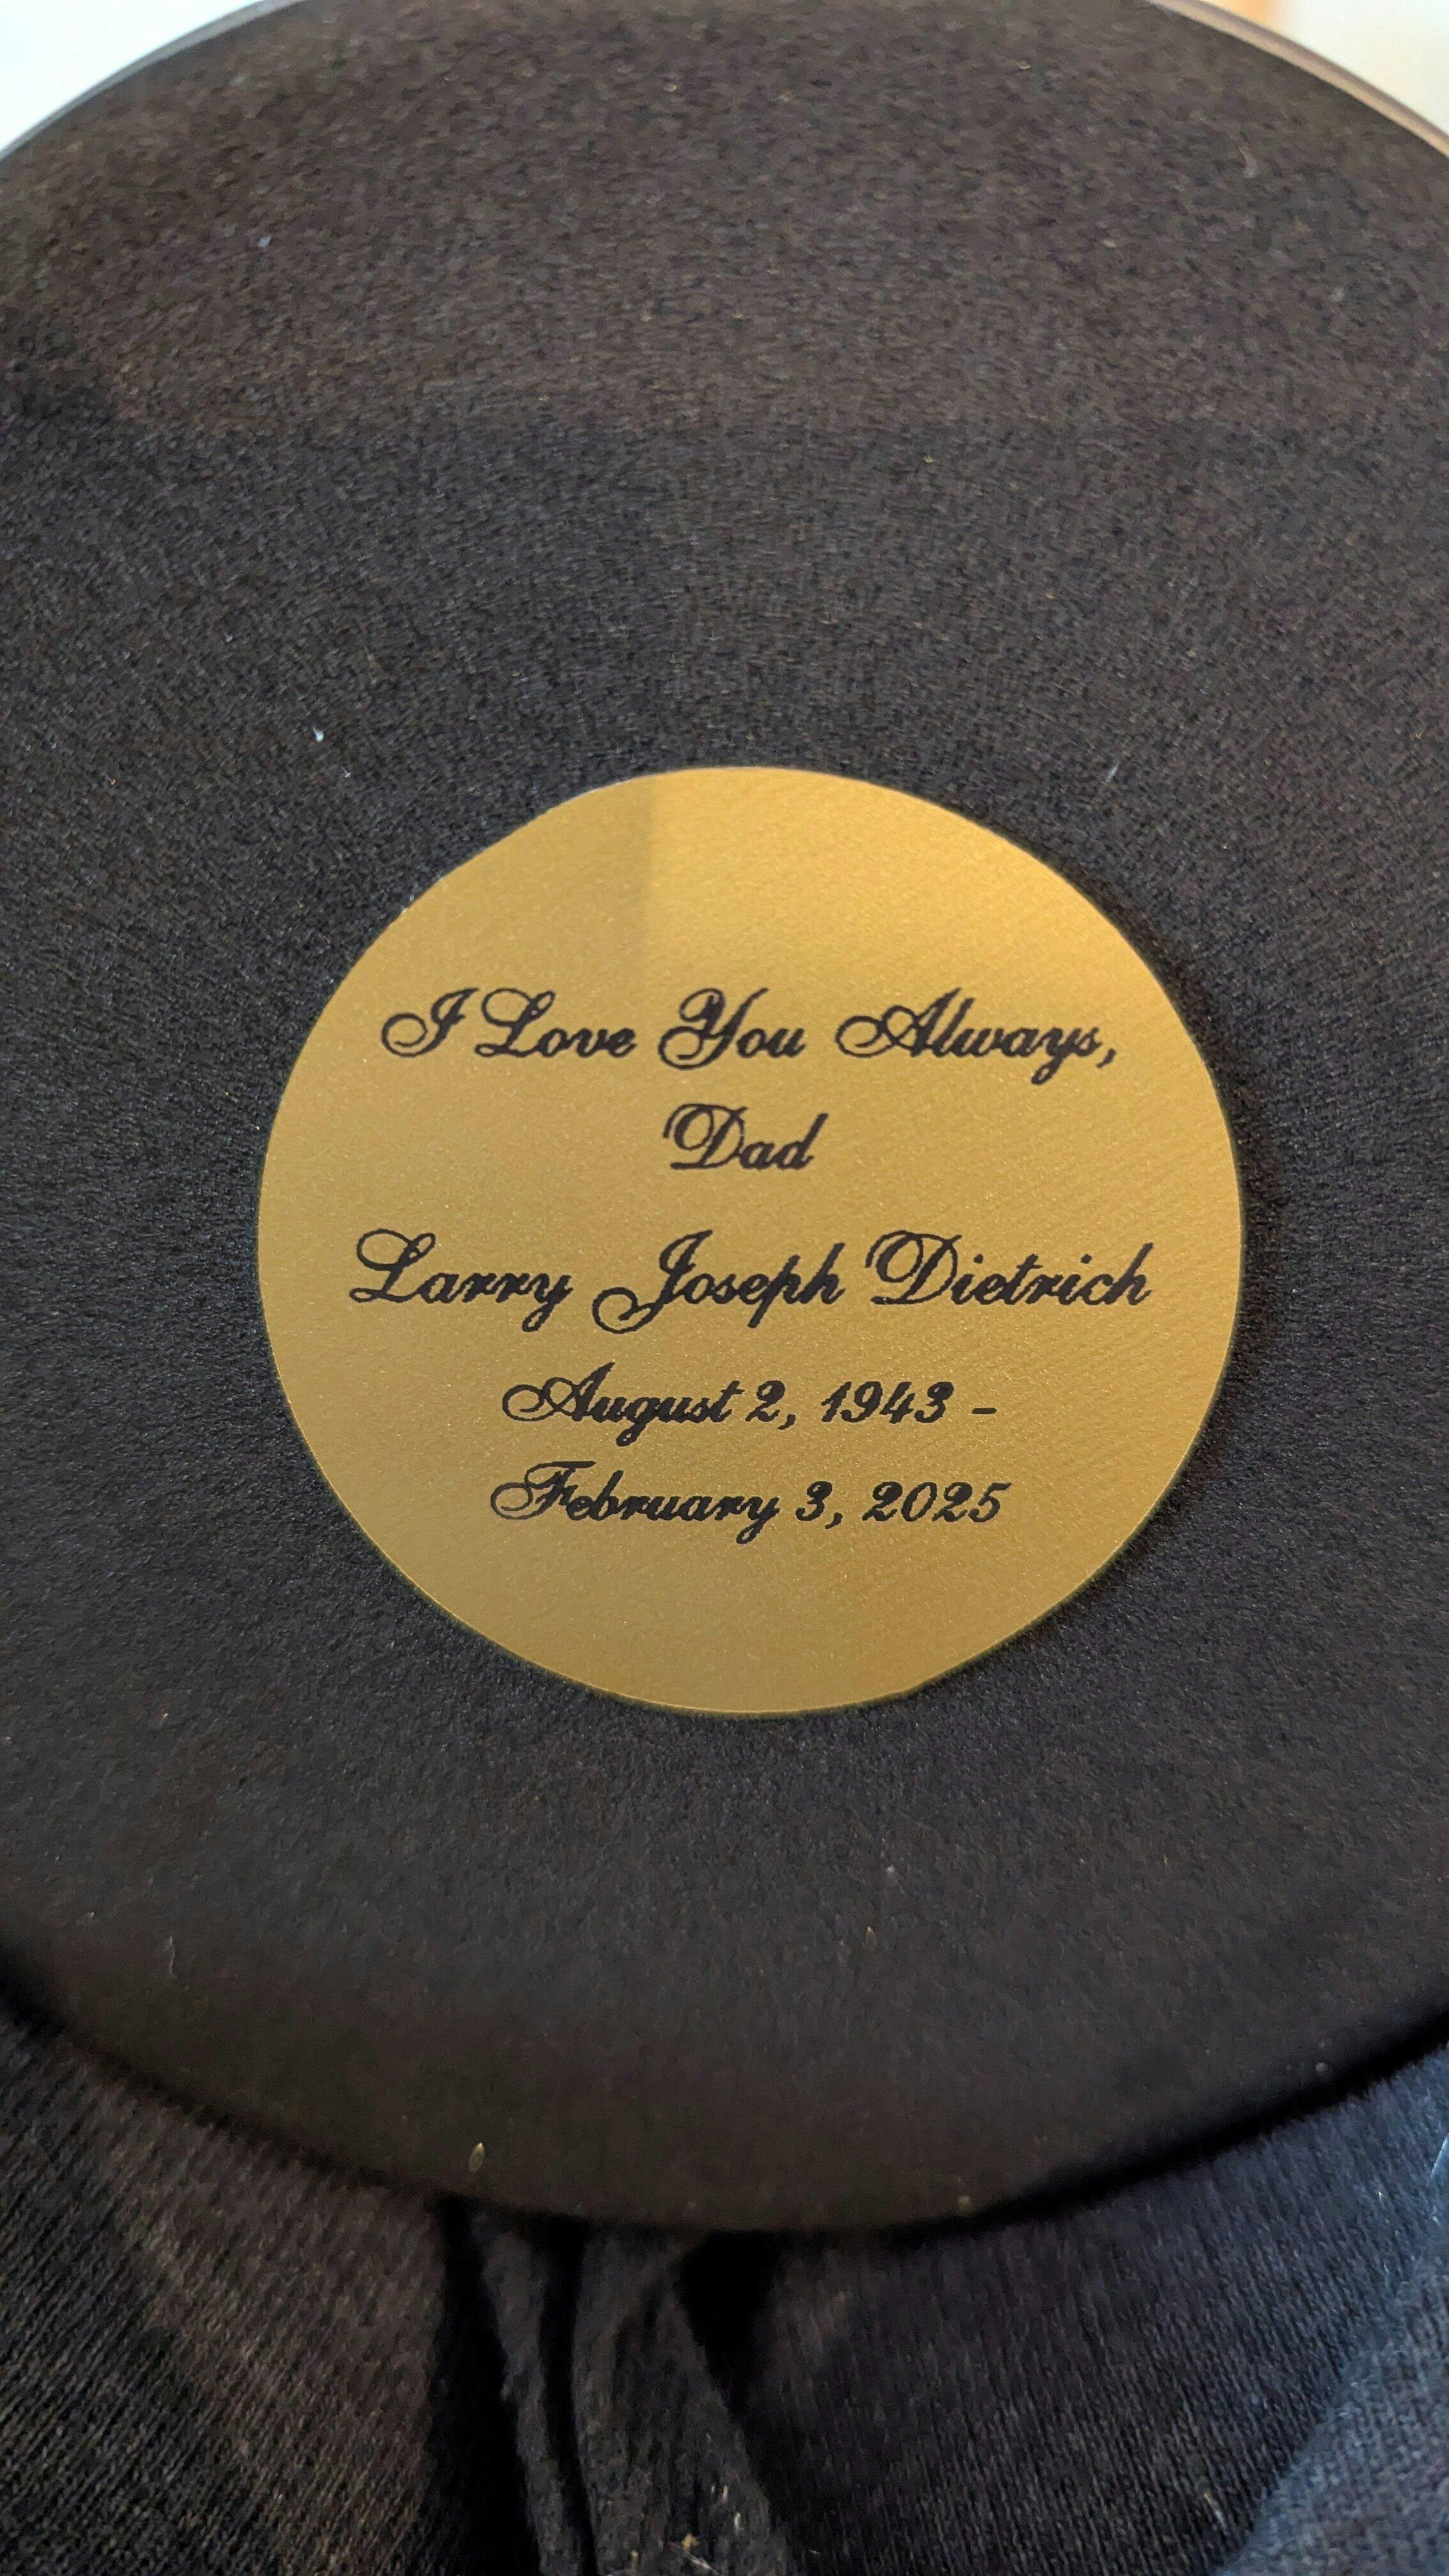 I Love You Always,
Dad
Larry Joseph Dietrich
August 2, 1943 -
February 3, 2025